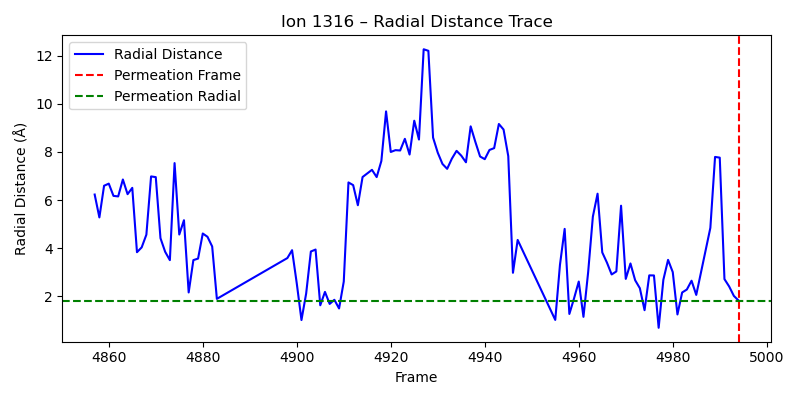 Ion 1316 – Radial Distance Trace
Radial Distance
Permeation Frame
Permeation Radial
Radial Distance (Å)
12
10
8
6
4
2
4860
4880
4900
4920
4940
4960
4980
5000
Frame